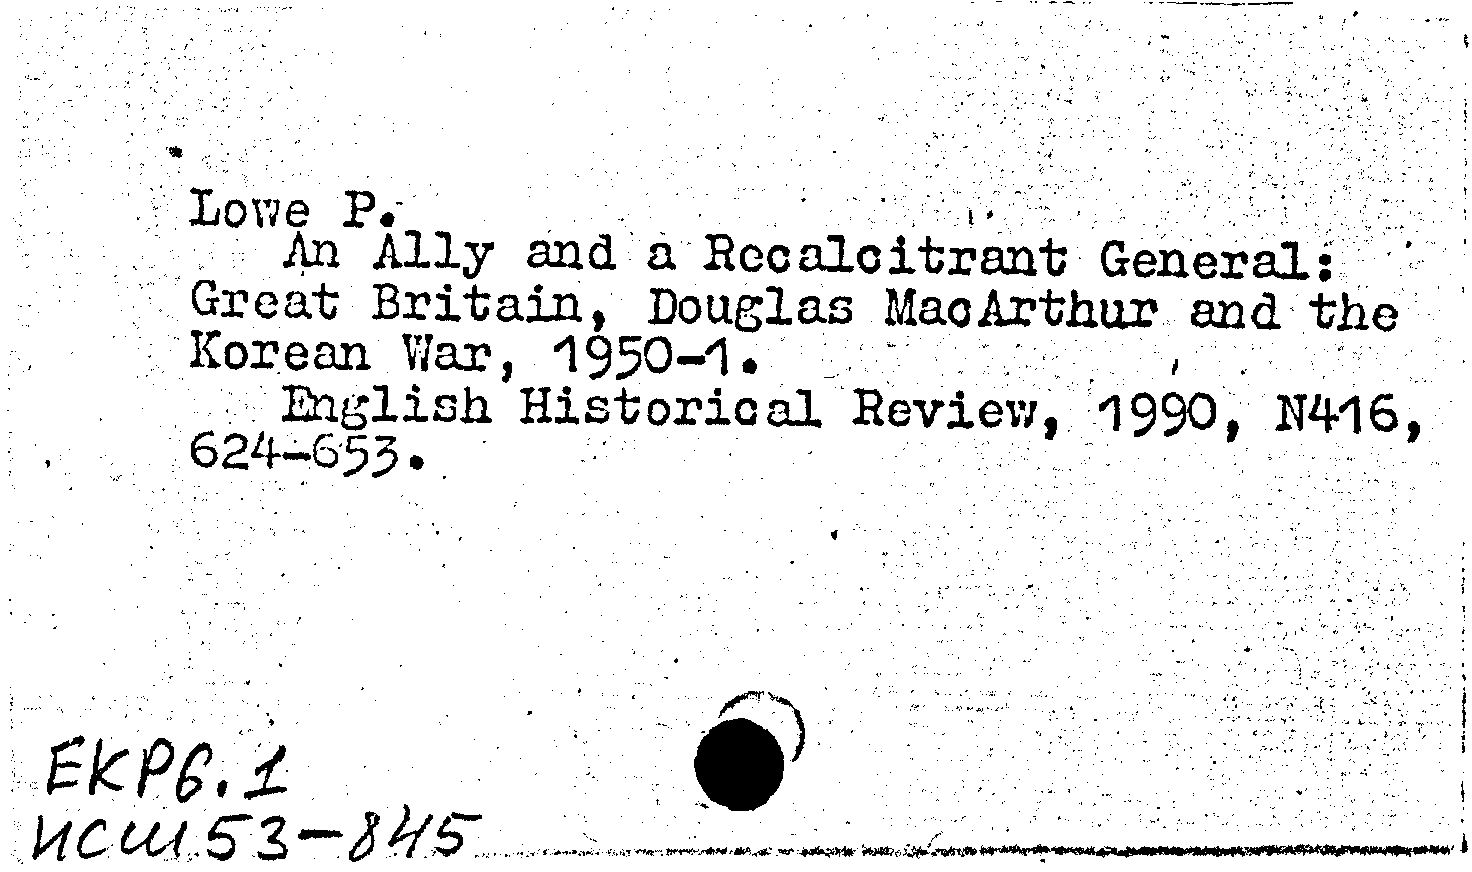 Lowe P.
An Ally and a Recalcitrant General:
Great Britain, Douglas MacArthur and the
Korean War, 1950-1.
English Historical Review, 1990, N416,
624-653.
ЕКР6.1
ИСШ53-845